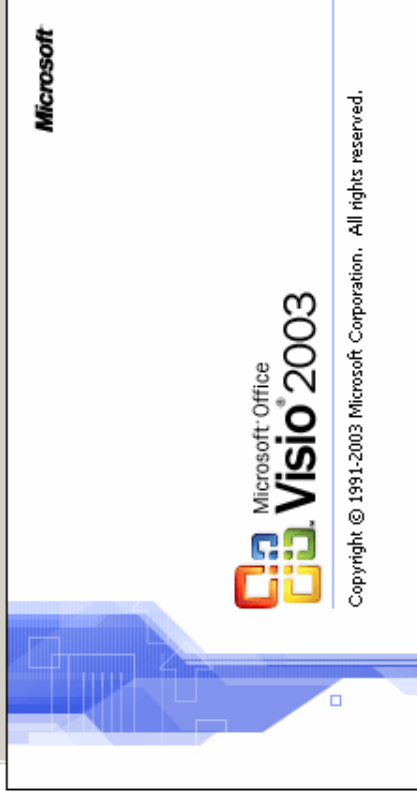 Microsoft
Microsoft Office
Visio® 2003
Copyright © 1991-2003 Microsoft Corporation. All rights reserved.